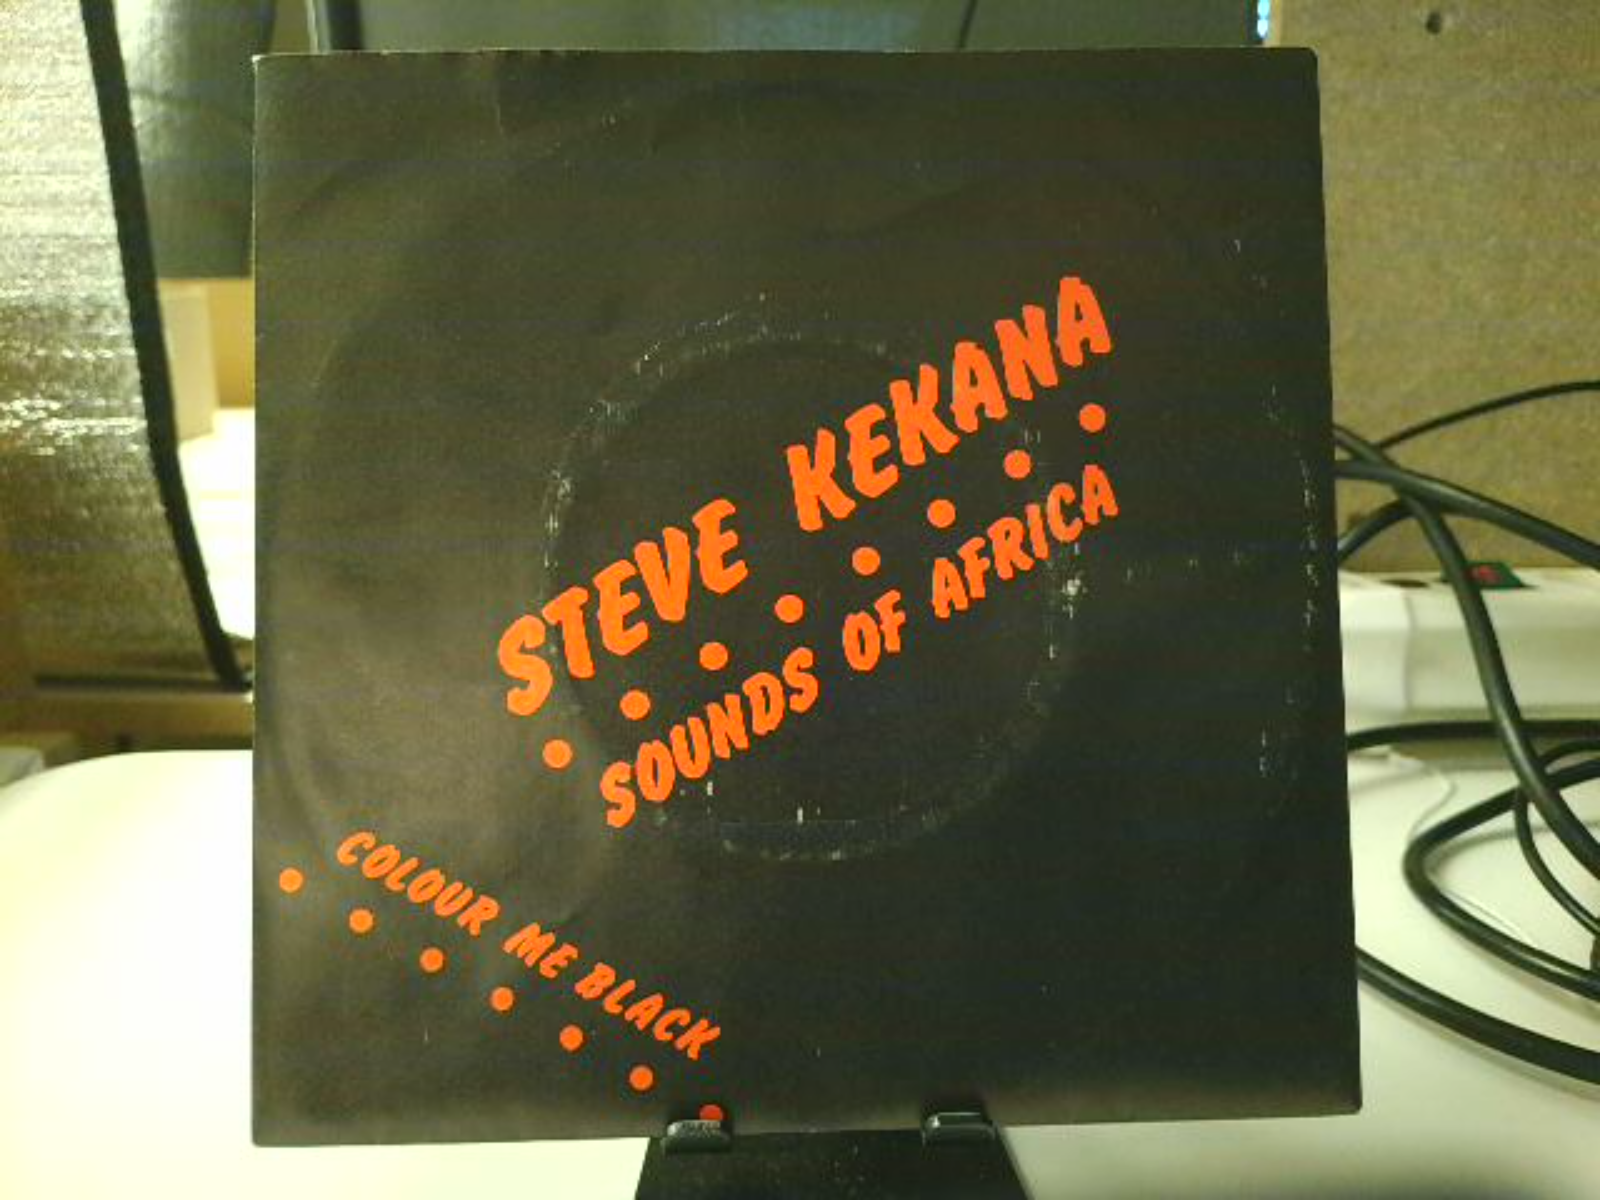 STEVE KEKANA
SOUNDS OF AFRICA
COLOUR ME BLACK